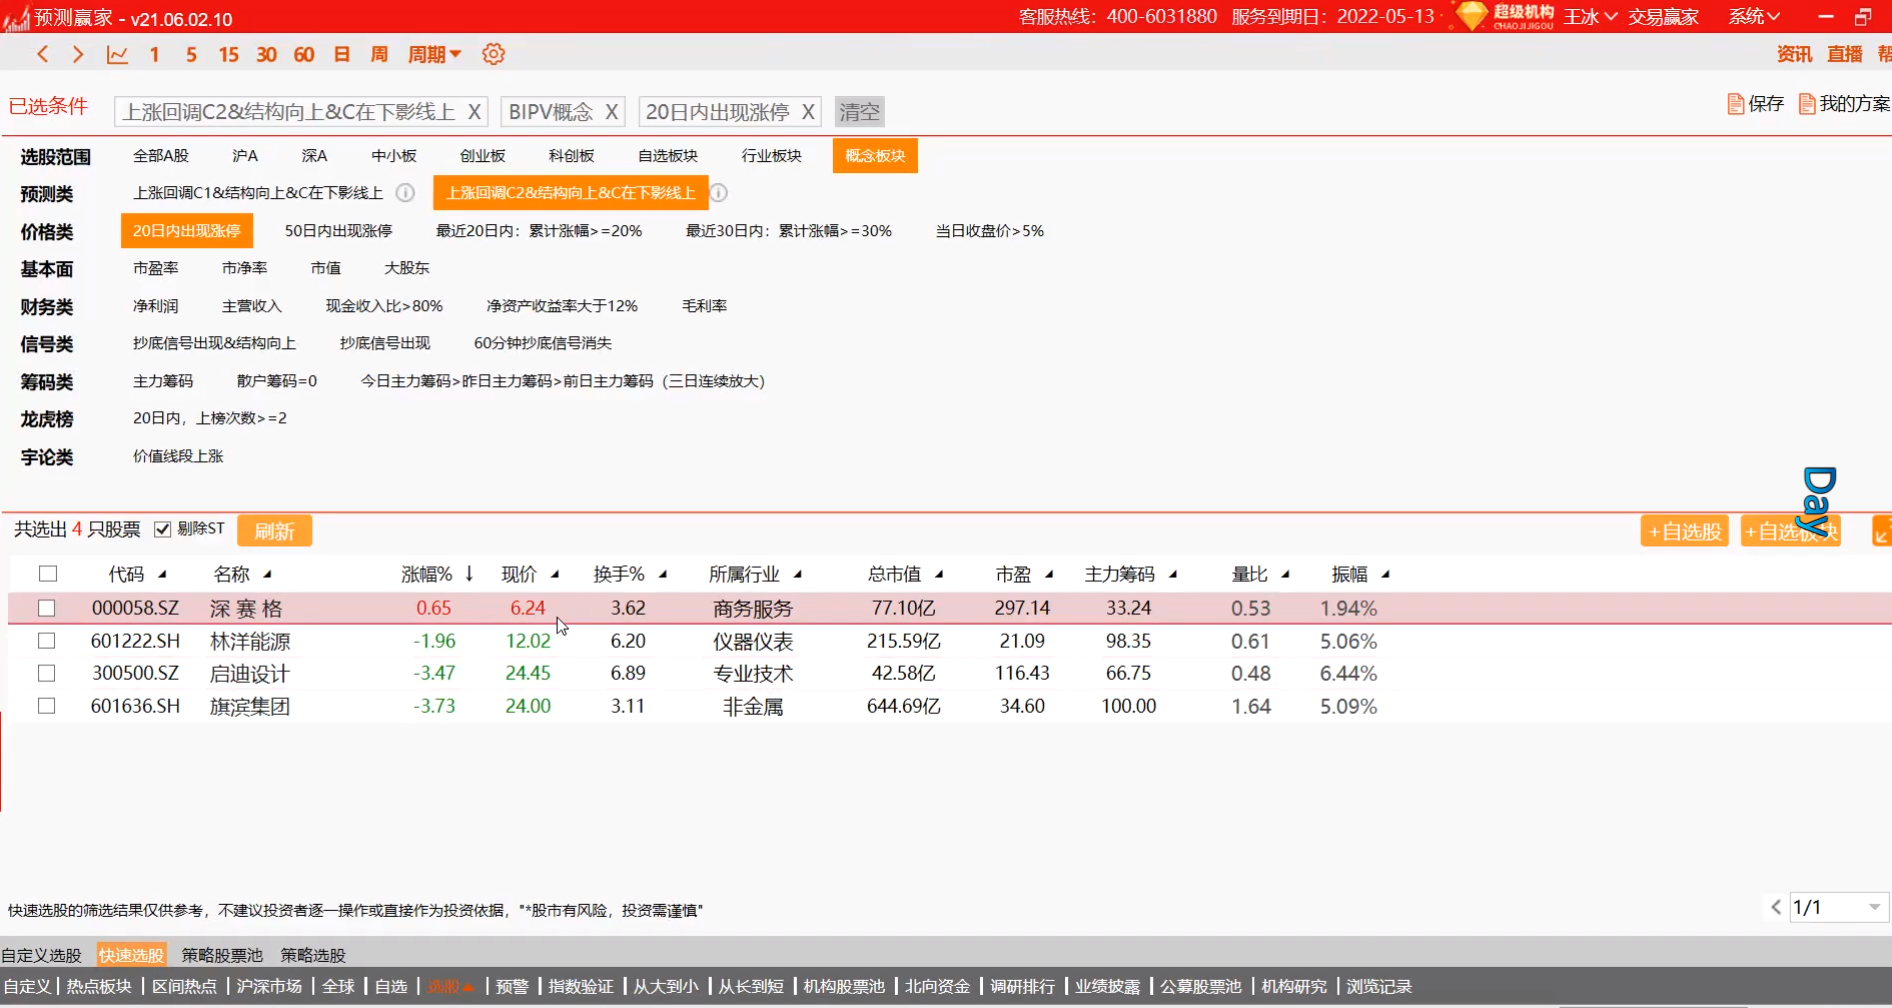 预测赢家 - v21.06.02.10 客服热线：400-6031880 服务到期日：2022-05-13 超级机构 CHAOJIJIGOU 王冰 交易赢家 系统
1 5 15 30 60 日 周 周期 资讯 直播 帮
已选条件 上涨回调C2&结构向上&C在下影线上 X BIPV概念 X 20日内出现涨停 X 清空 保存 我的方案
选股范围 全部A股 沪A 深A 中小板 创业板 科创板 自选板块 行业板块 概念板块
预测类 上涨回调C1&结构向上&C在下影线上 上涨回调C2&结构向上&C在下影线上
价格类 20日内出现涨停 50日内出现涨停 最近20日内：累计涨幅>=20% 最近30日内：累计涨幅>=30% 当日收盘价>5%
基本面 市盈率 市净率 市值 大股东
财务类 净利润 主营收入 现金收入比>80% 净资产收益率大于12% 毛利率
信号类 抄底信号出现&结构向上 抄底信号出现 60分钟抄底信号消失
筹码类 主力筹码 散户筹码=0 今日主力筹码>昨日主力筹码>前日主力筹码（三日连续放大）
龙虎榜 20日内，上榜次数>=2
宇论类 价值线段上涨
Day
共选出 4 只股票 剔除ST 刷新 +自选股 +自选板块
代码 名称 涨幅% ↓ 现价 换手% 所属行业 总市值 市盈 主力筹码 量比 振幅
000058.SZ 深 赛 格 0.65 6.24 3.62 商务服务 77.10亿 297.14 33.24 0.53 1.94%
601222.SH 林洋能源 -1.96 12.02 6.20 仪器仪表 215.59亿 21.09 98.35 0.61 5.06%
300500.SZ 启迪设计 -3.47 24.45 6.89 专业技术 42.58亿 116.43 66.75 0.48 6.44%
601636.SH 旗滨集团 -3.73 24.00 3.11 非金属 644.69亿 34.60 100.00 1.64 5.09%
快速选股的筛选结果仅供参考，不建议投资者逐一操作或直接作为投资依据，"*股市有风险，投资需谨慎" 1/1
自定义选股 快速选股 策略股票池 策略选股
自定义 热点板块 区间热点 沪深市场 全球 自选 选股 预警 指数验证 从大到小 从长到短 机构股票池 北向资金 调研排行 业绩披露 公募股票池 机构研究 浏览记录